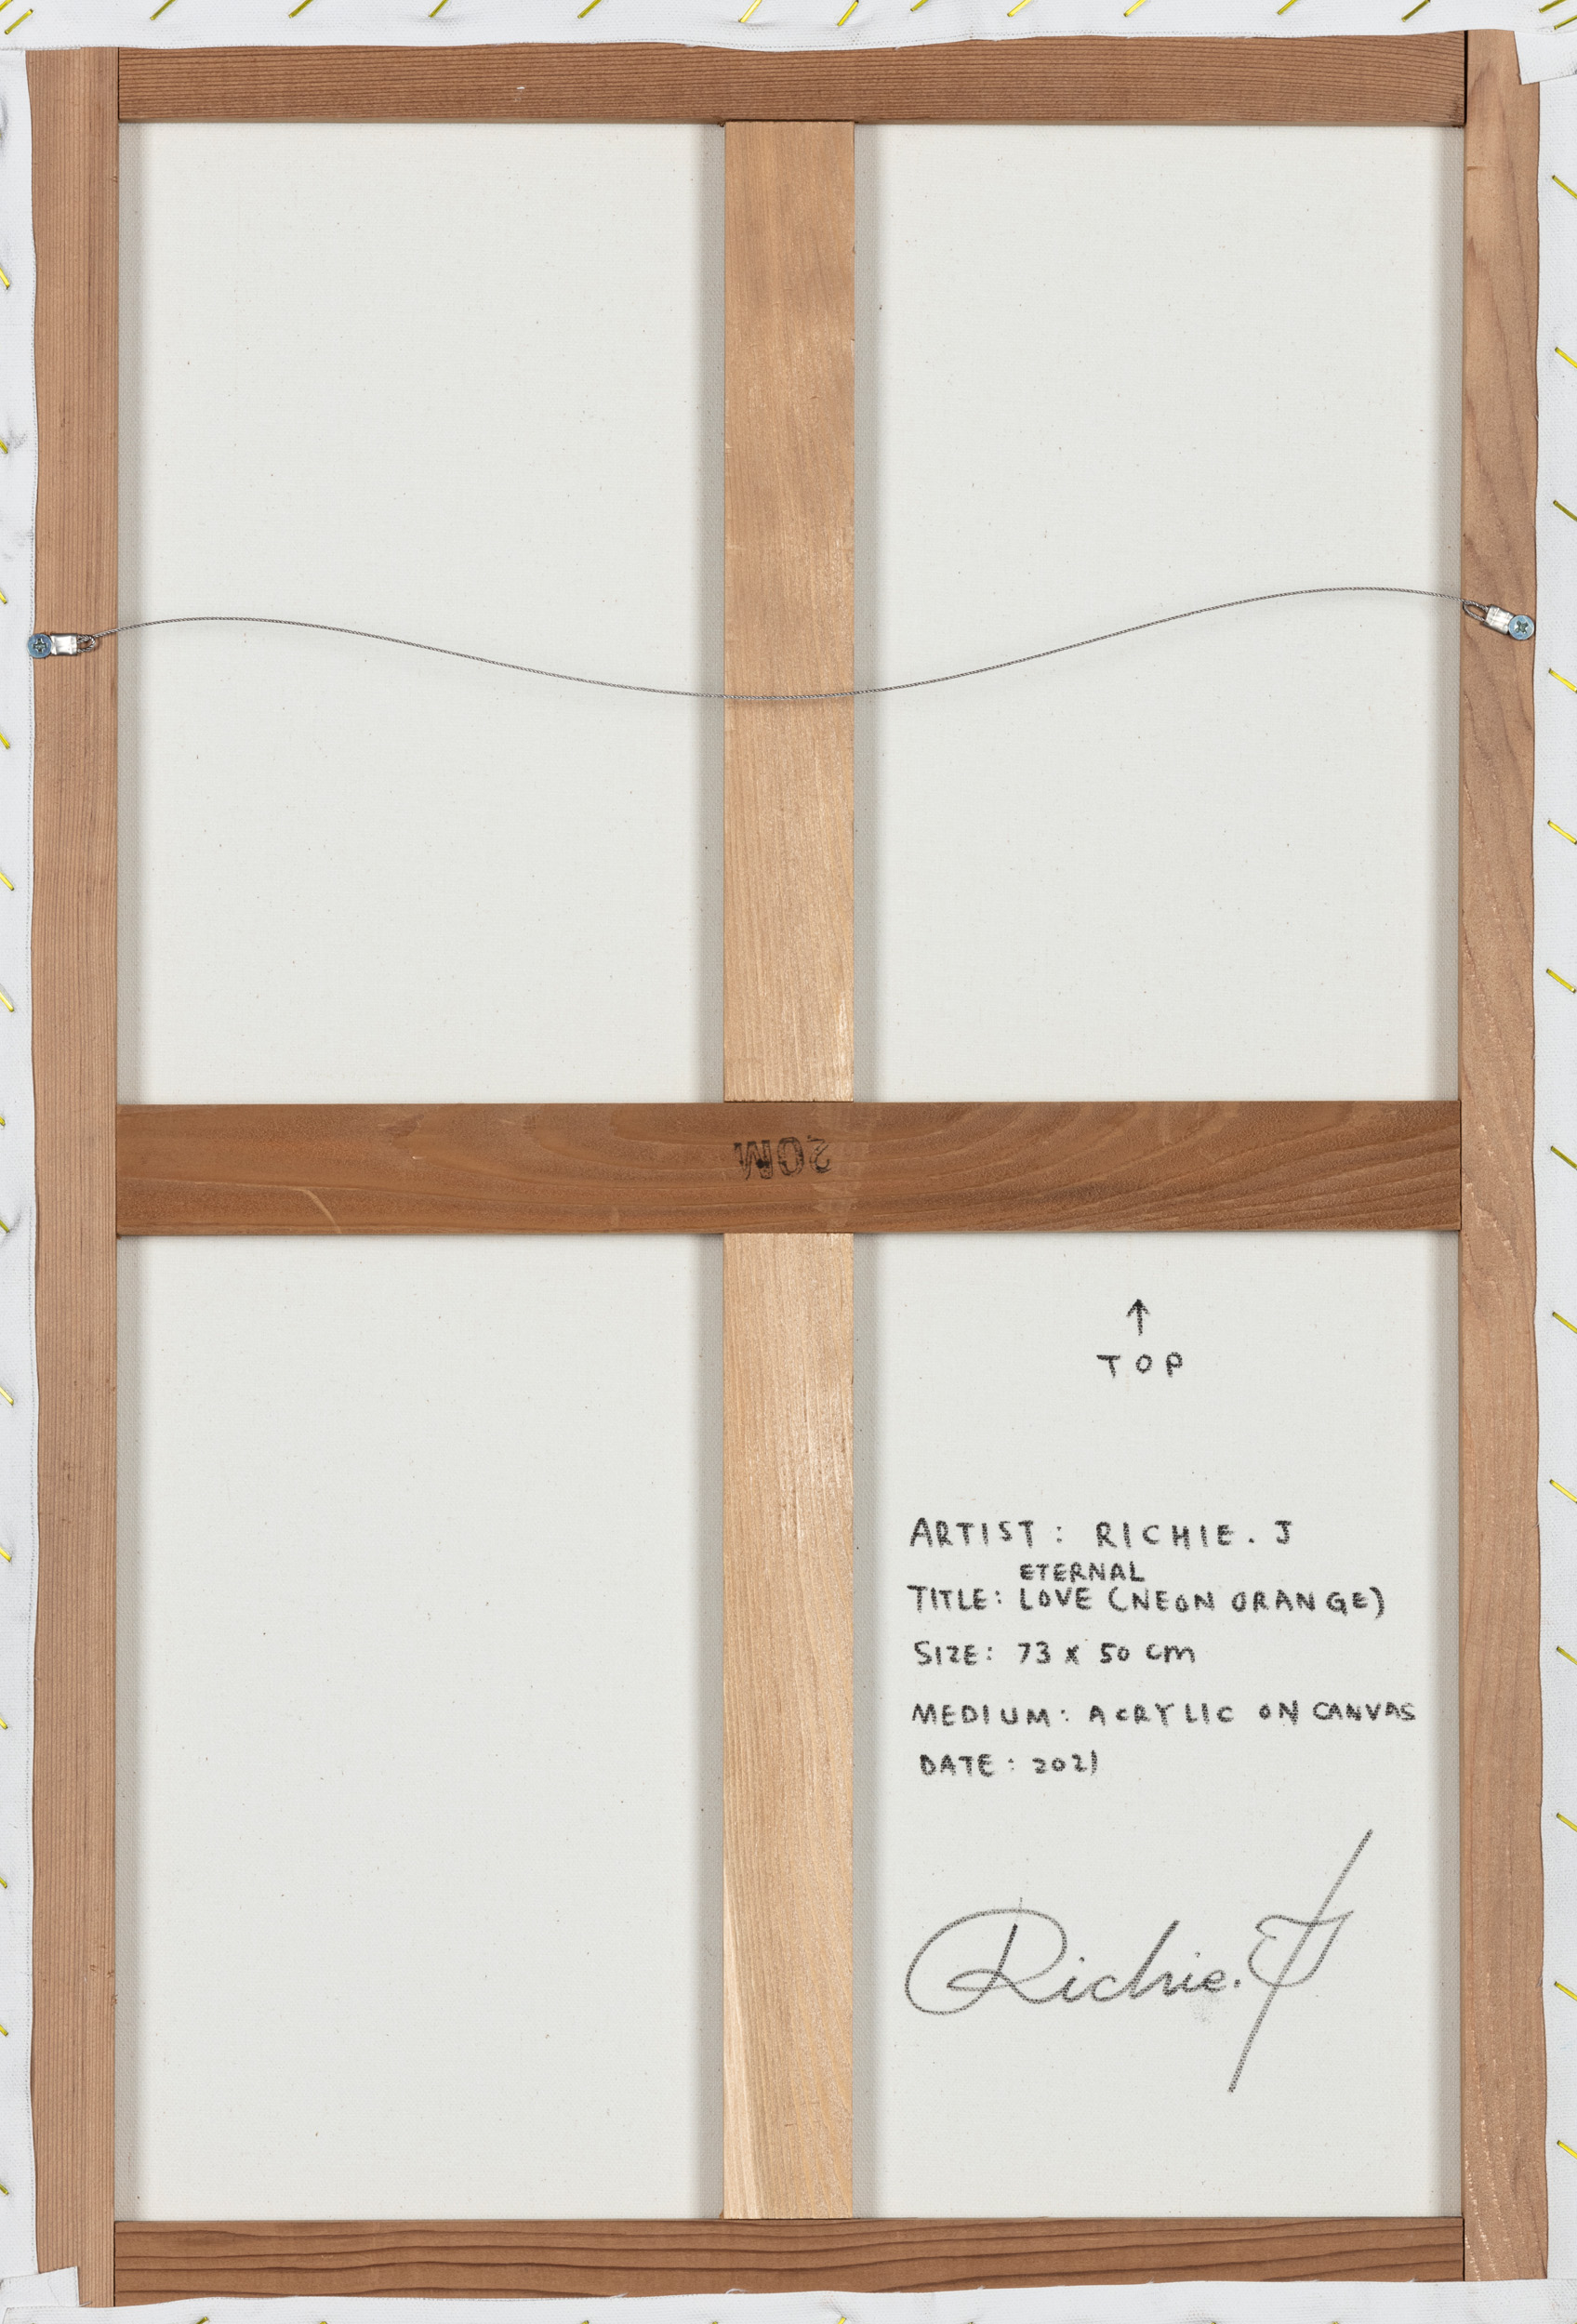 20M
↑
TOP
ARTIST: RICHIE. J
ETERNAL
TITLE: LOVE (NEON ORANGE)
SIZE: 73 x 50 cm
MEDIUM: ACRYLIC ON CANVAS
DATE: 2021
Richie. J